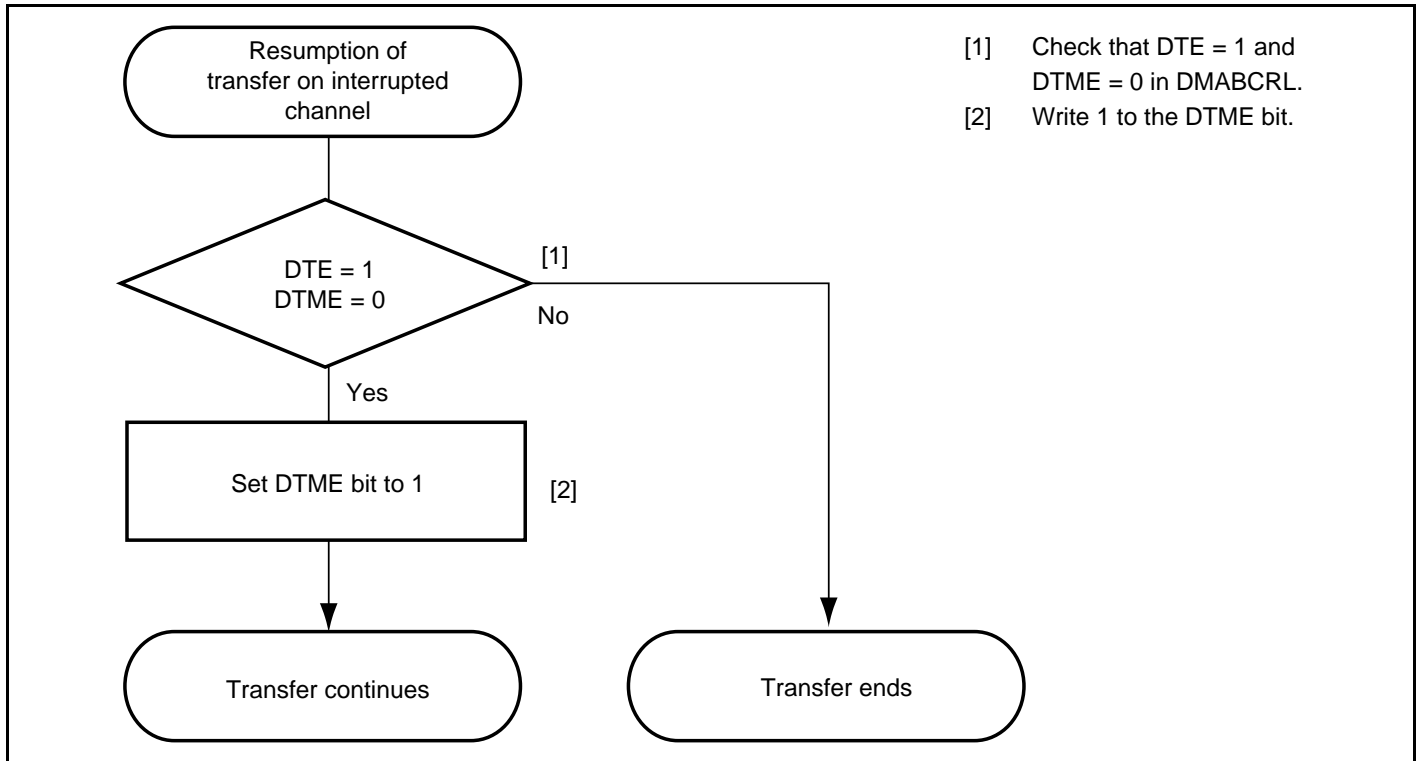 Resumption of
transfer on interrupted
channel
[1] Check that DTE = 1 and
DTME = 0 in DMABCRL.
[2] Write 1 to the DTME bit.
DTE = 1
DTME = 0
[1]
No
Yes
Set DTME bit to 1
[2]
Transfer continues
Transfer ends